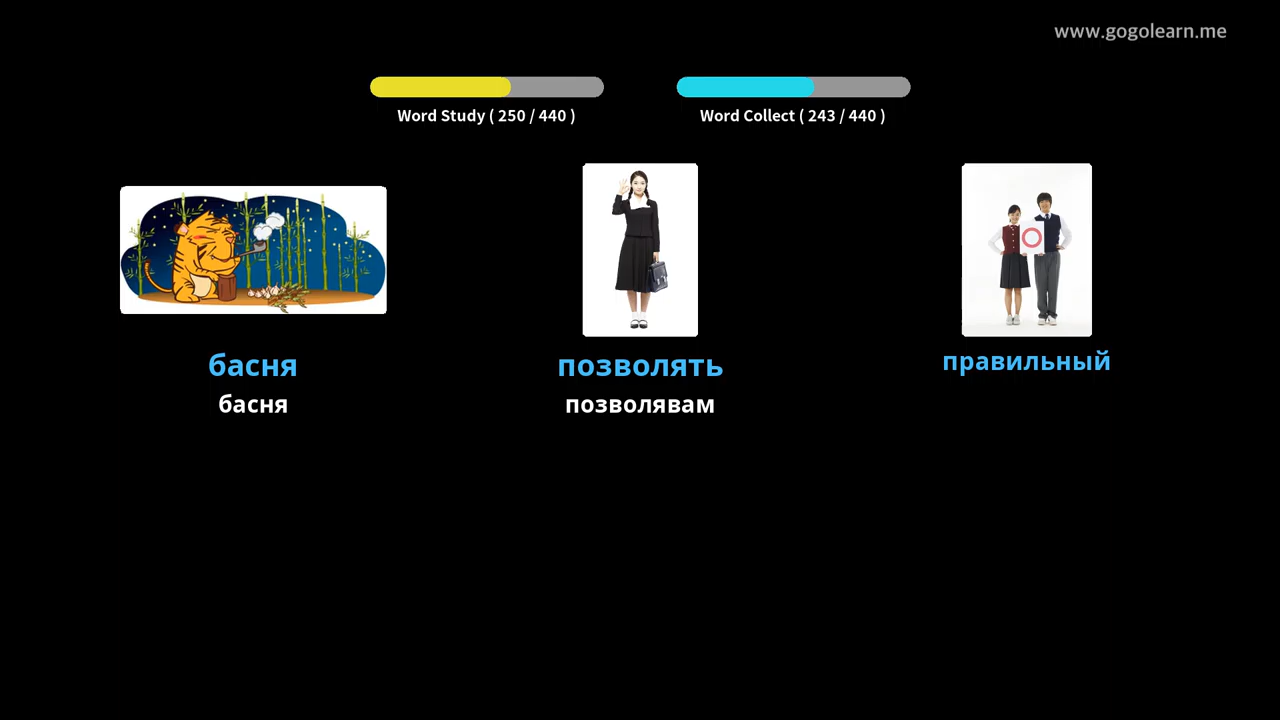 www.gogolearn.me
Word Study ( 250 / 440 )
Word Collect ( 243 / 440 )
басня
позволять
правильный
басня
позволявам